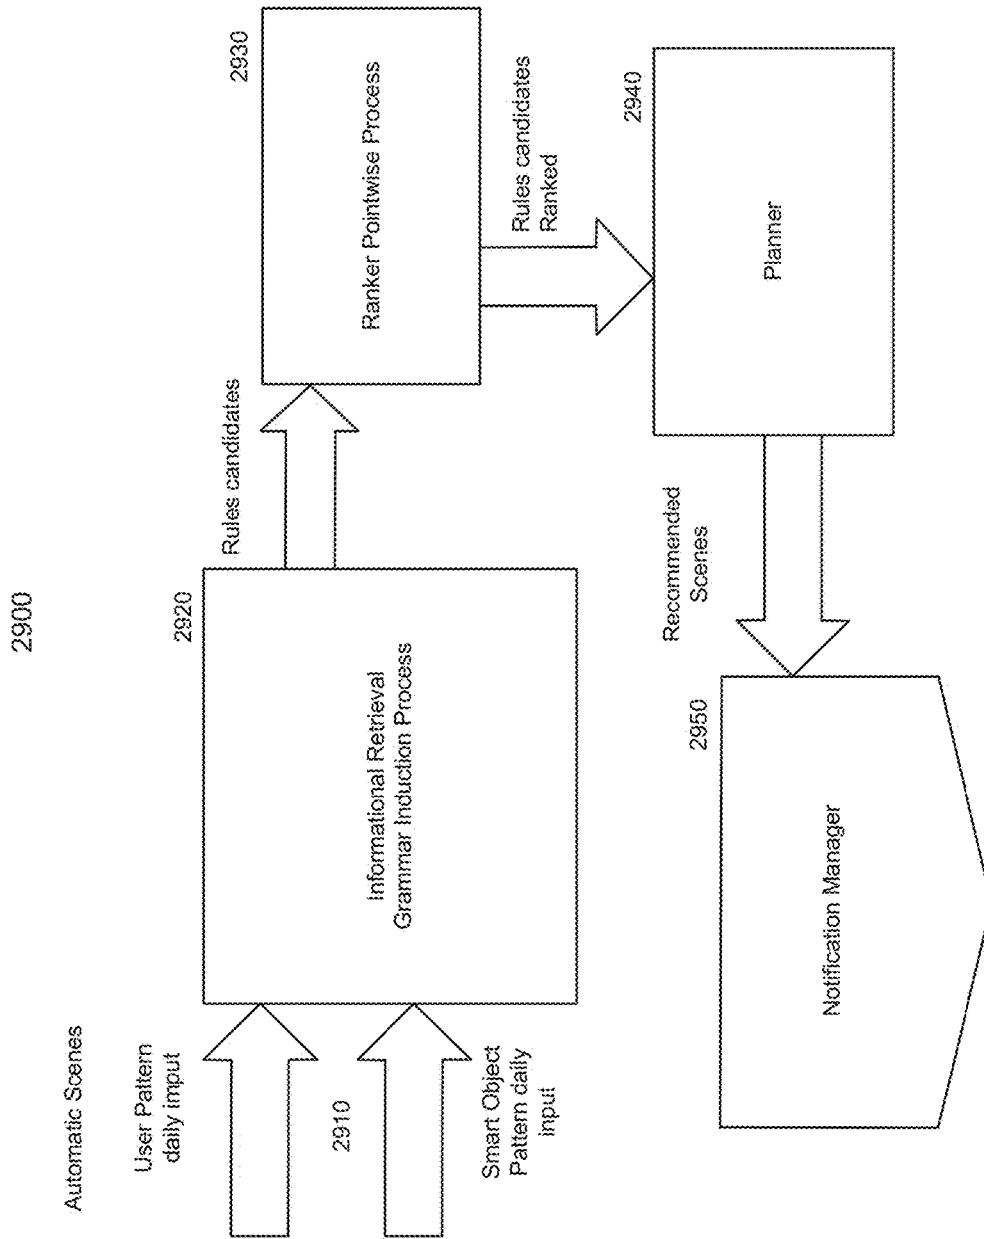 2900
Automatic Scenes
User Pattern
daily imput
2910
Smart Object
Pattern daily
input
2920
Informational Retrieval
Grammar Induction Process
Rules candidates
2930
Ranker Pointwise Process
Rules candidates
Ranked
2940
Planner
Recommended
Scenes
2950
Notification Manager